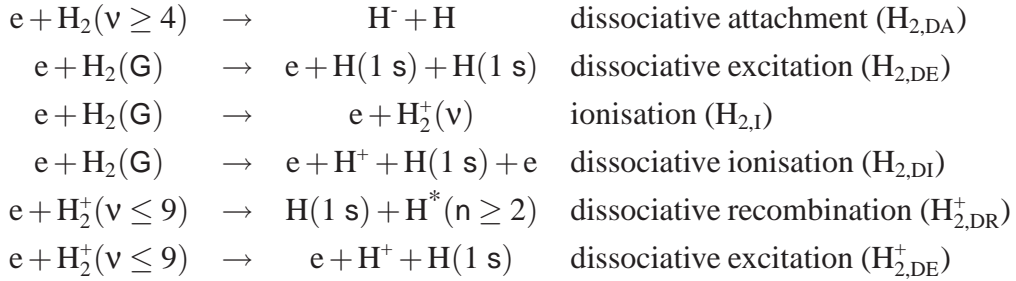 e + H₂(ν ≥ 4) → H⁻ + H dissociative attachment (H₂,DA)
e + H₂(G) → e + H(1 s) + H(1 s) dissociative excitation (H₂,DE)
e + H₂(G) → e + H₂⁺(ν) ionisation (H₂,I)
e + H₂(G) → e + H⁺ + H(1 s) + e dissociative ionisation (H₂,DI)
e + H₂⁺(ν ≤ 9) → H(1 s) + H*(n ≥ 2) dissociative recombination (H₂⁺,DR)
e + H₂⁺(ν ≤ 9) → e + H⁺ + H(1 s) dissociative excitation (H₂⁺,DE)